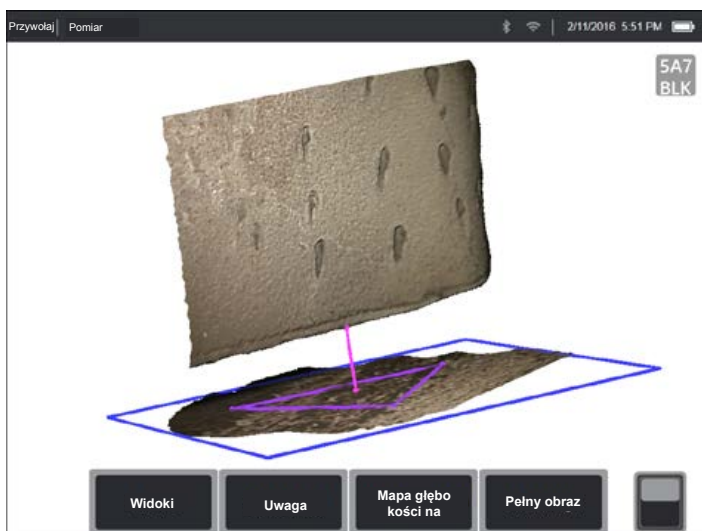 Przywołaj Pomiar 2/11/2016 5:51 PM
5A7
BLK
Widoki Uwaga Mapa głębo
kości na Pełny obraz